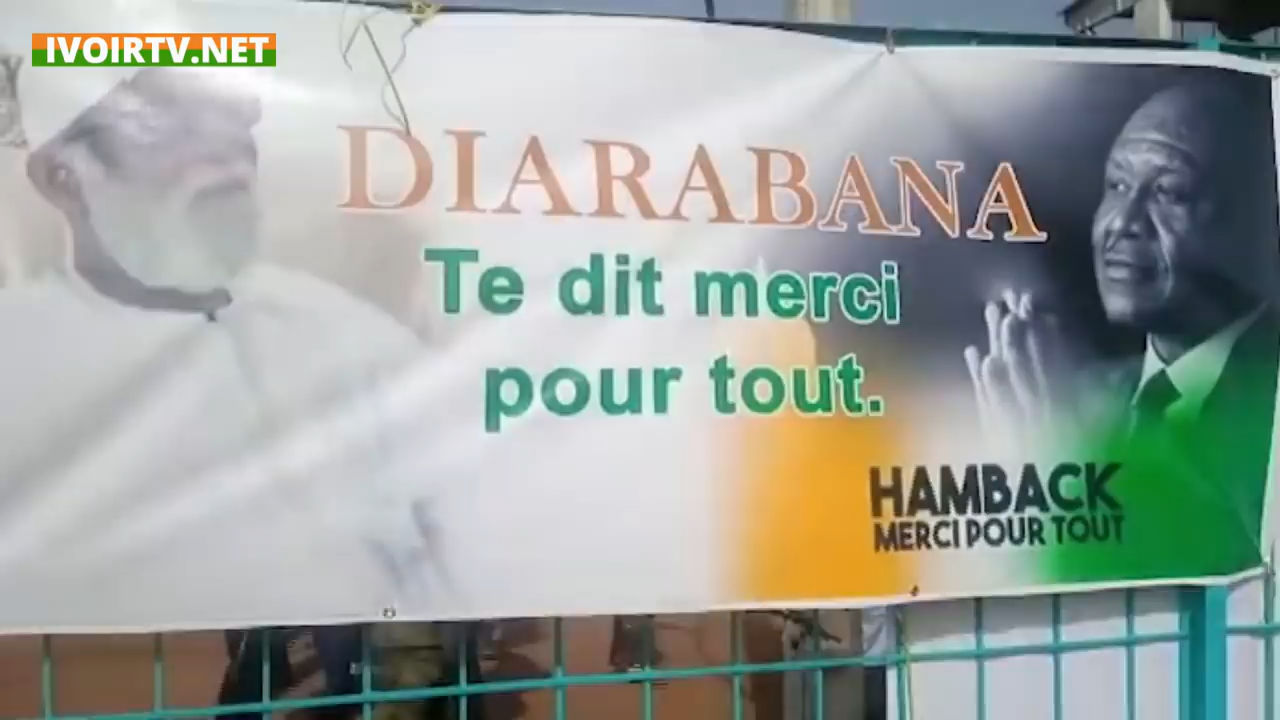 IVOIRTV.NET
DIARABANA
Te dit merci
pour tout.
HAMBACK
MERCI POUR TOUT